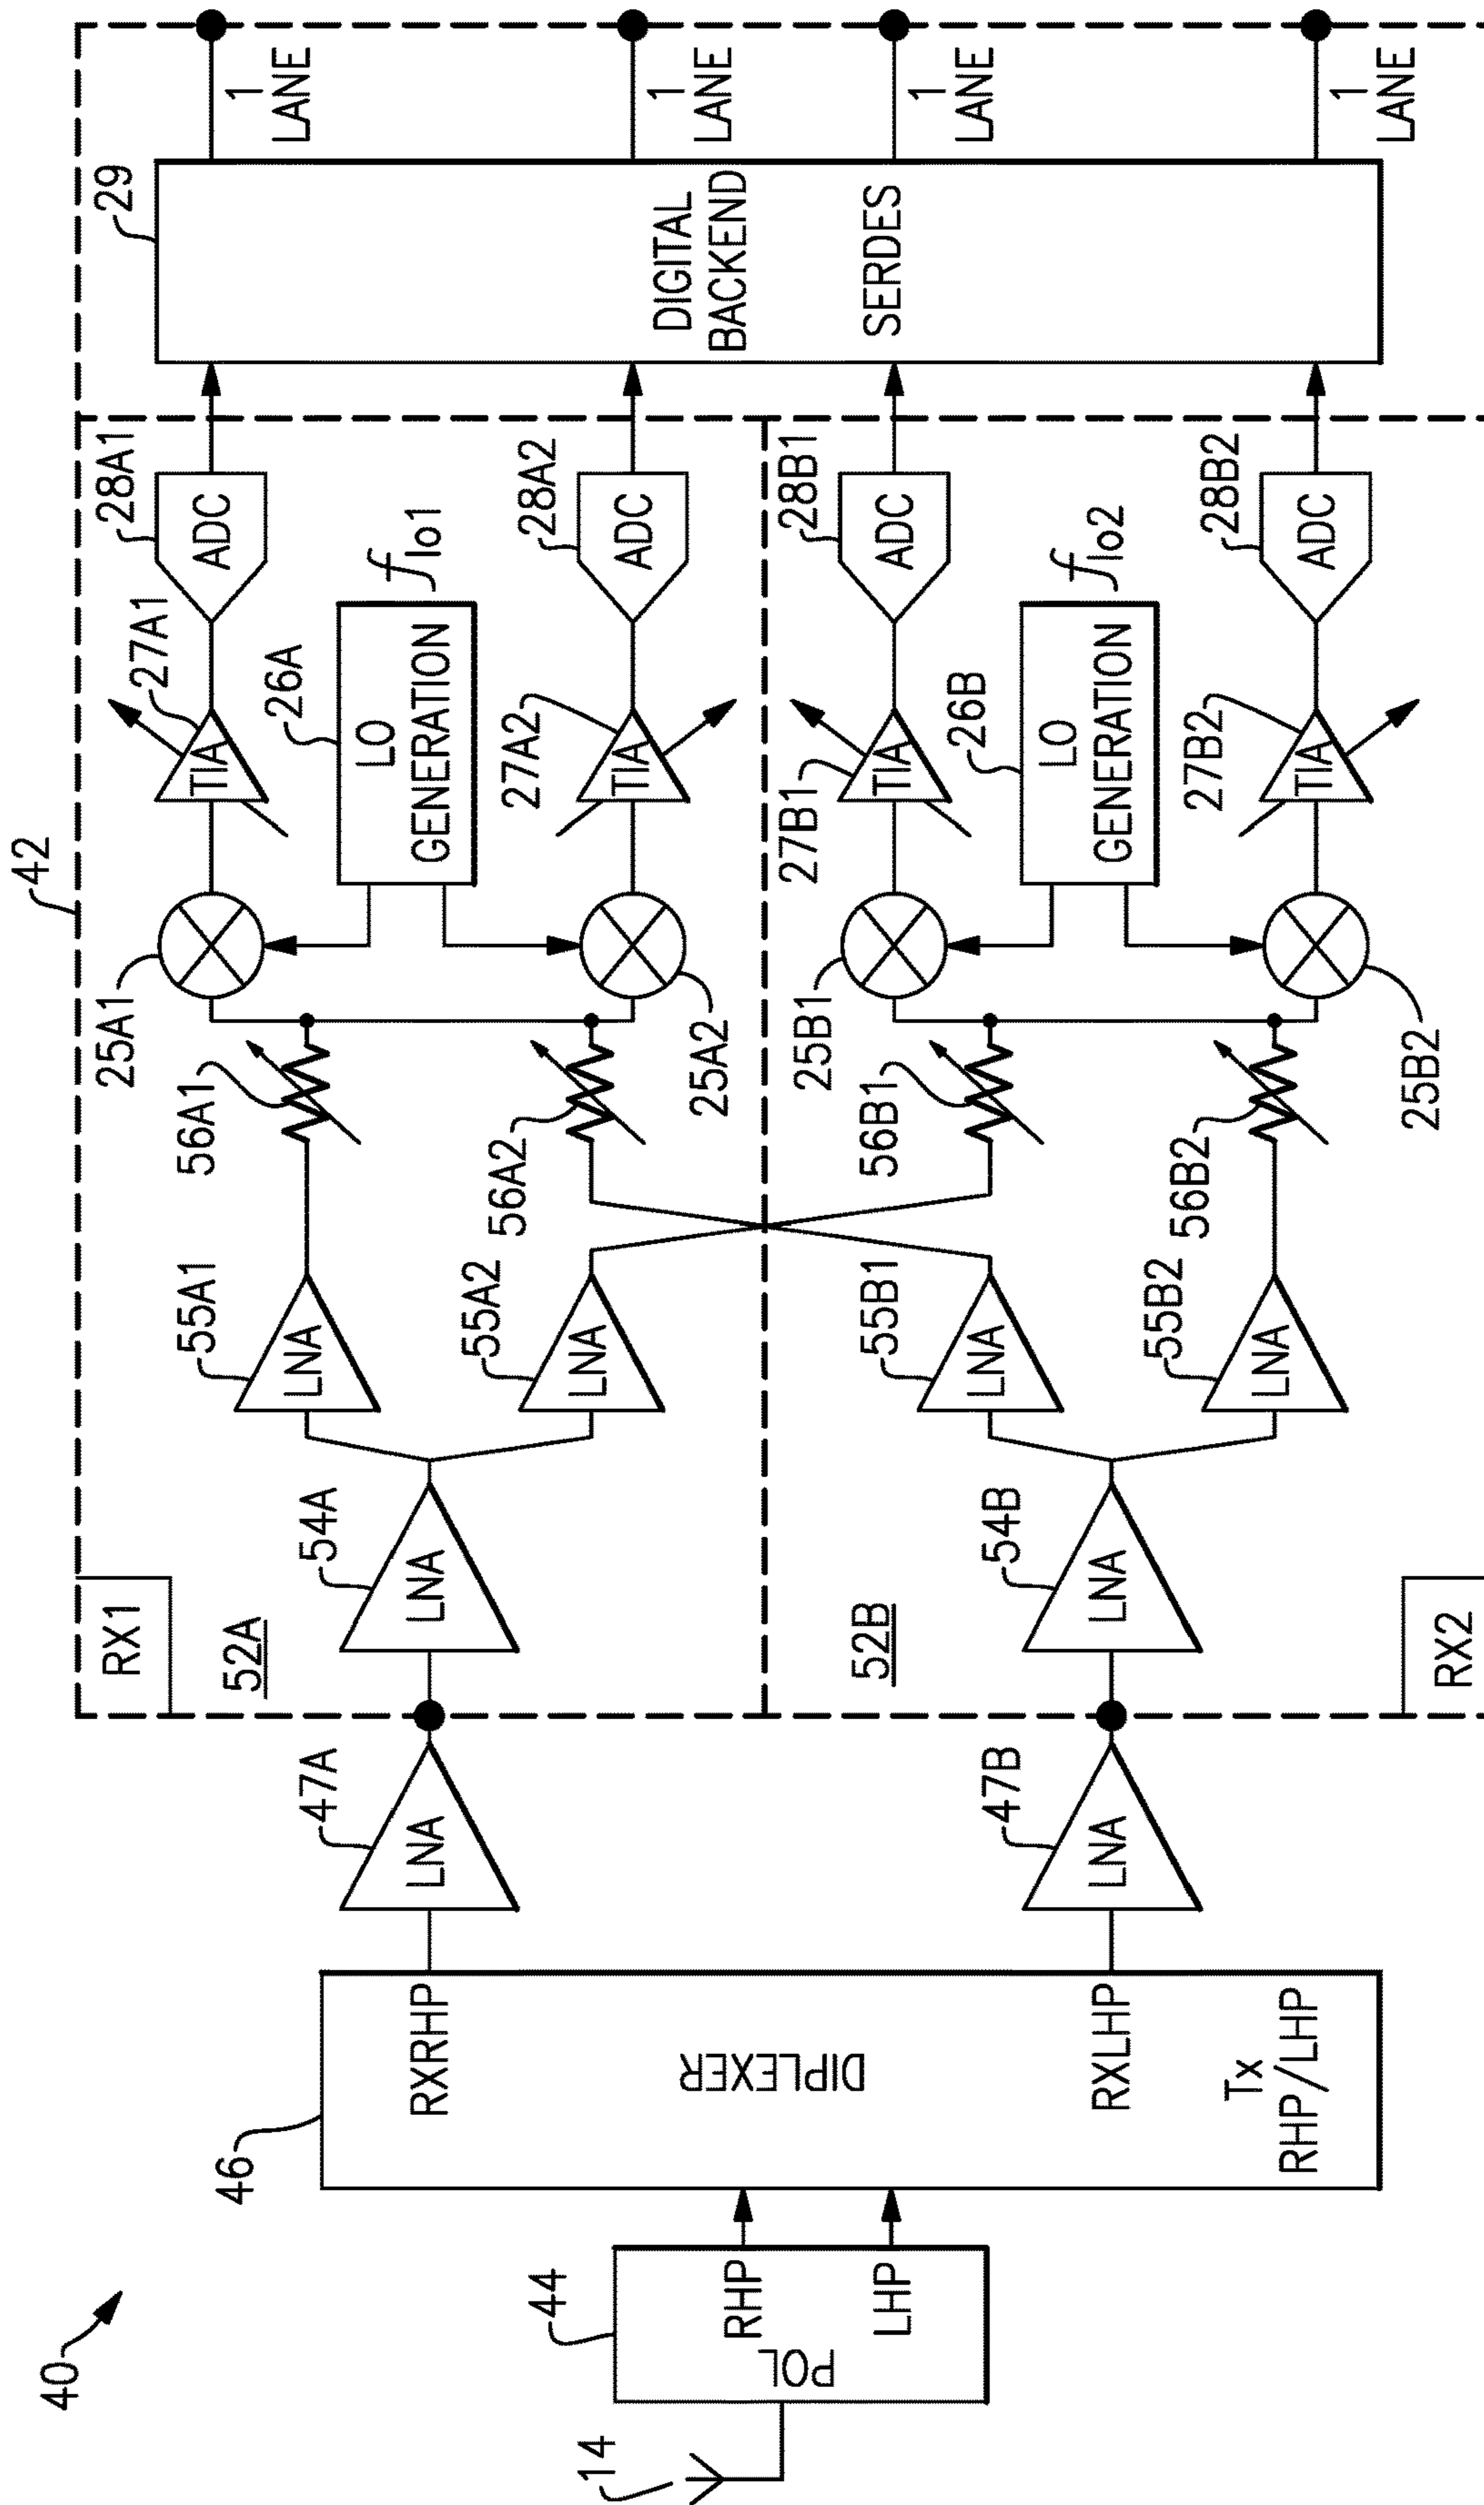 40
14
44
POL
RHP
LHP
46
DIPLEXER
RXRHP
RXLHP
Tx
RHP/LHP
47A
LNA
47B
LNA
42
RX1
52A
54A
LNA
55A1
LNA
55A2
LNA
56A1
56A2
25A1
25A2
26A
LO
GENERATION
flo1
27A1
TIA
27A2
TIA
28A1
ADC
28A2
ADC
RX2
52B
54B
LNA
55B1
LNA
55B2
LNA
56B1
56B2
25B1
25B2
26B
LO
GENERATION
flo2
27B1
TIA
27B2
TIA
28B1
ADC
28B2
ADC
29
DIGITAL
BACKEND
SERDES
1
LANE
1
LANE
1
LANE
1
LANE